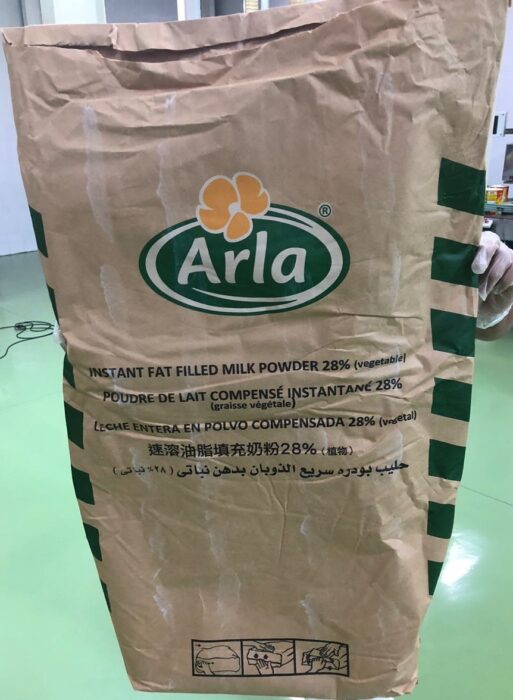 Arla®
INSTANT FAT FILLED MILK POWDER 28% (vegetable)
POUDRE DE LAIT COMPENSÉ INSTANTANÉ 28%
(graisse végétale)
LECHE ENTERA EN POLVO COMPENSADA 28% (vegetal)
速溶油脂填充奶粉28%（植物）
حليب بودره سريع الذوبان بدهن نباتي ( ٢٨% نباتى )